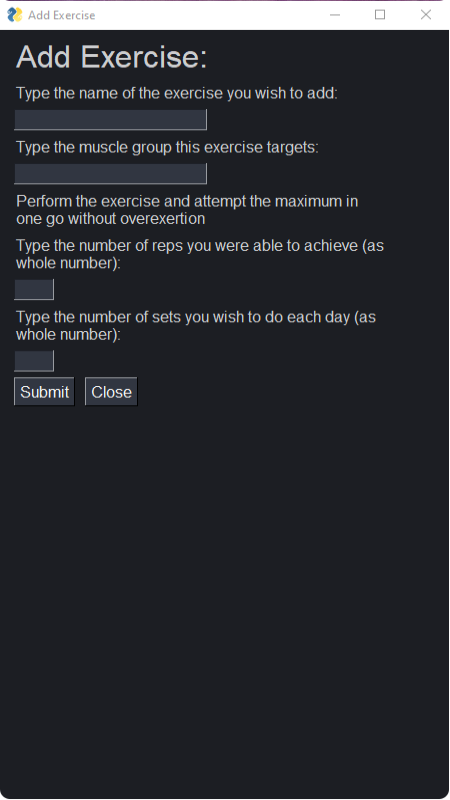 Add Exercise
Add Exercise:
Type the name of the exercise you wish to add:
Type the muscle group this exercise targets:
Perform the exercise and attempt the maximum in
one go without overexertion
Type the number of reps you were able to achieve (as
whole number):
Type the number of sets you wish to do each day (as
whole number):
Submit Close